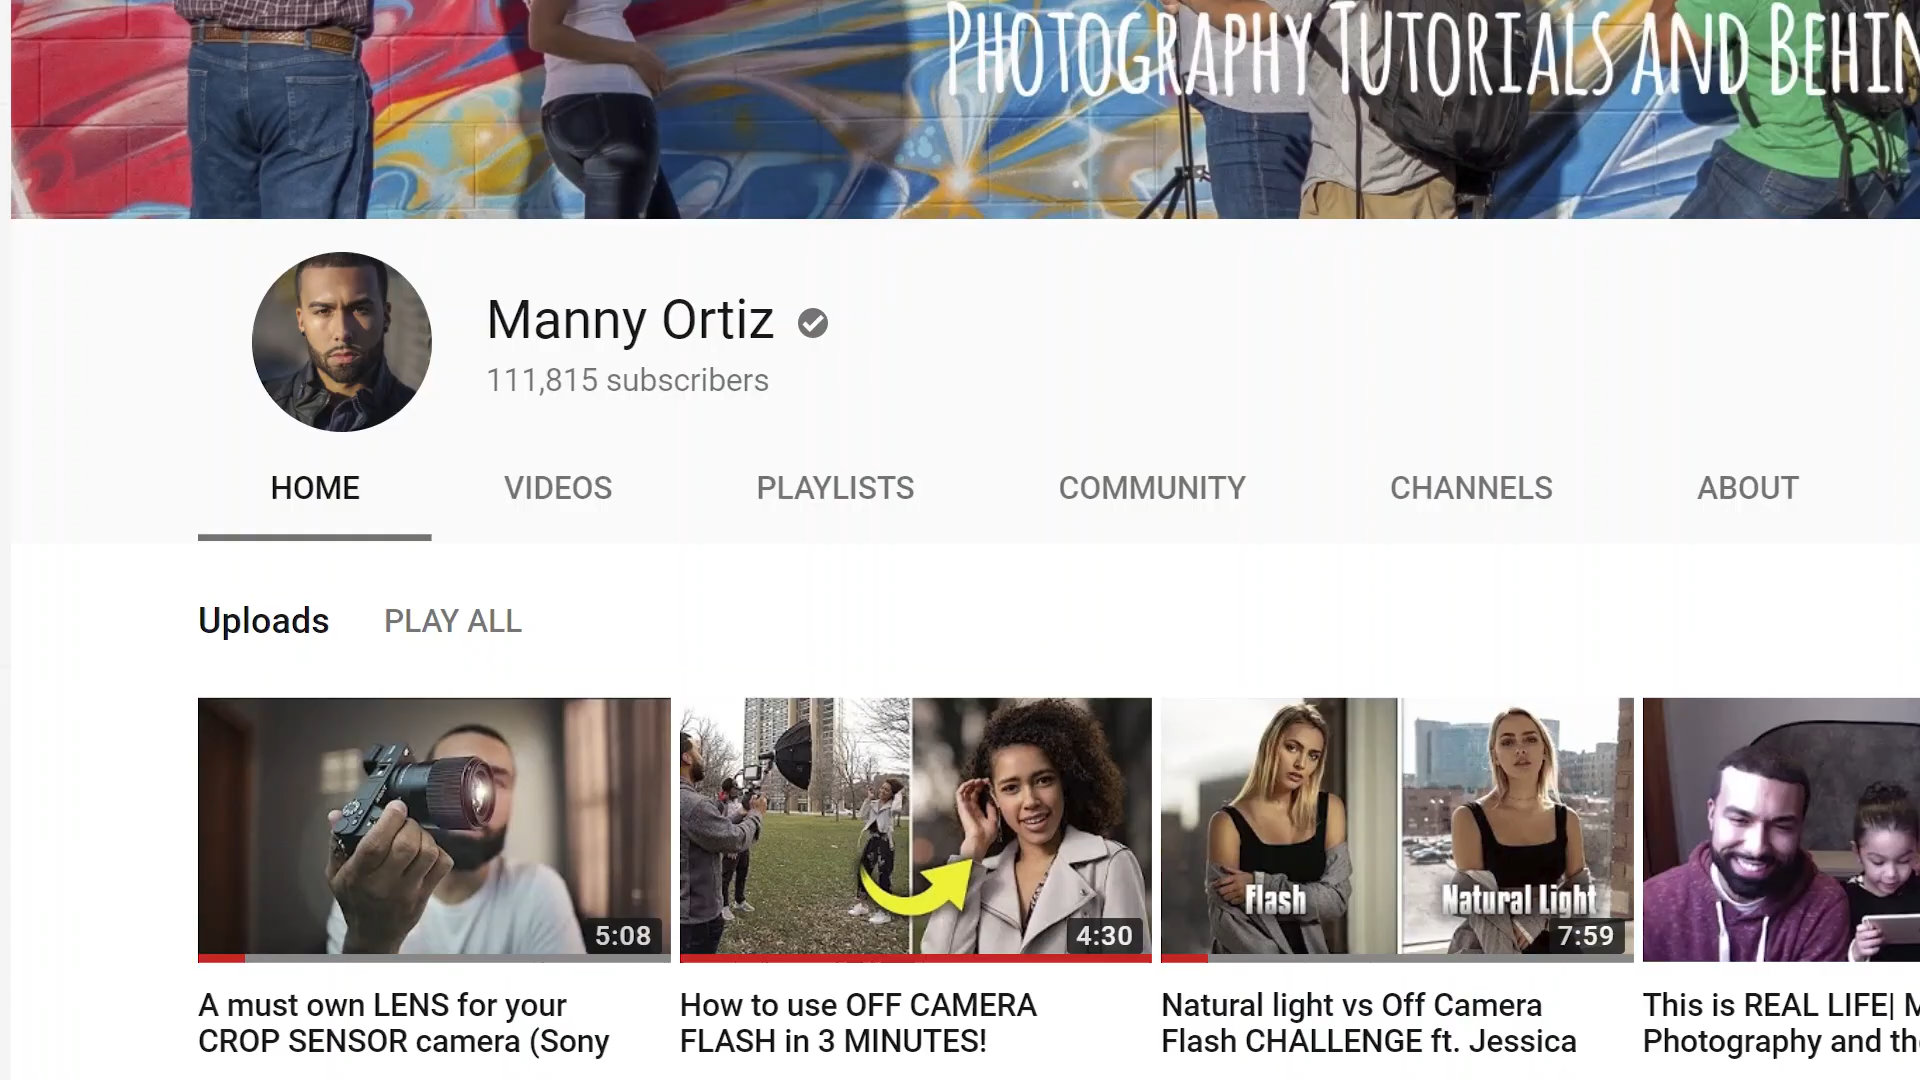 PHOTOGRAPHY TUTORIALS AND
Manny Ortiz
111,815 subscribers
HOME VIDEOS PLAYLISTS COMMUNITY CHANNELS ABOUT
Uploads PLAY ALL
Flash
Natural Light
5:08
4:30
7:59
A must own LENS for your
CROP SENSOR camera (Sony
How to use OFF CAMERA
FLASH in 3 MINUTES!
Natural light vs Off Camera
Flash CHALLENGE ft. Jessica
This is REAL LIFE|
Photography and